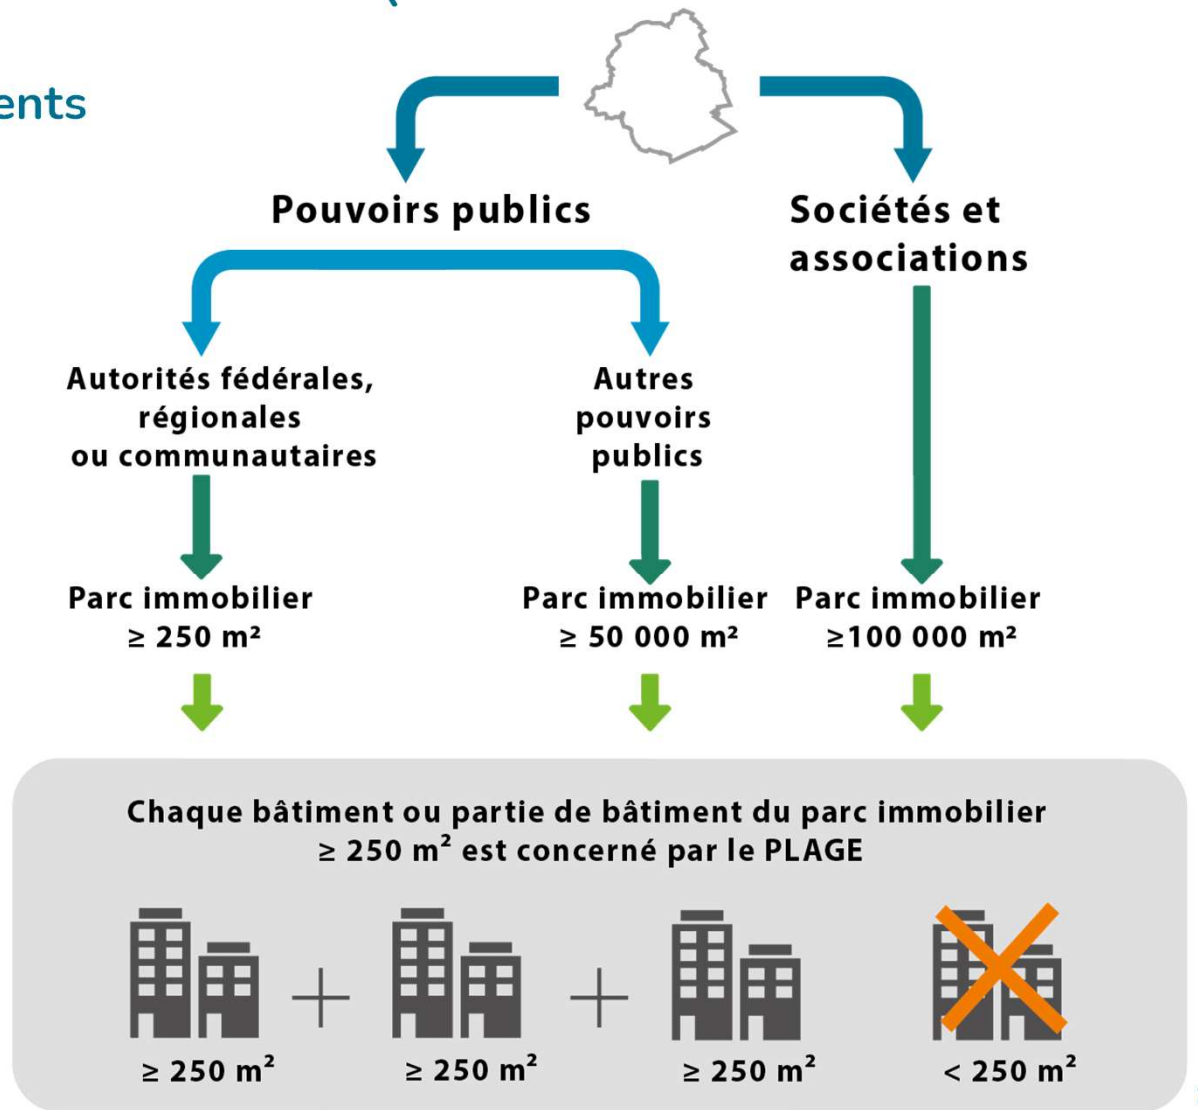 ents
Pouvoirs publics
Sociétés et
associations
Autorités fédérales,
régionales
ou communautaires
Autres
pouvoirs
publics
Parc immobilier
≥ 250 m²
Parc immobilier
≥ 50 000 m²
Parc immobilier
≥100 000 m²
Chaque bâtiment ou partie de bâtiment du parc immobilier
≥ 250 m² est concerné par le PLAGE
≥ 250 m²
≥ 250 m²
≥ 250 m²
< 250 m²